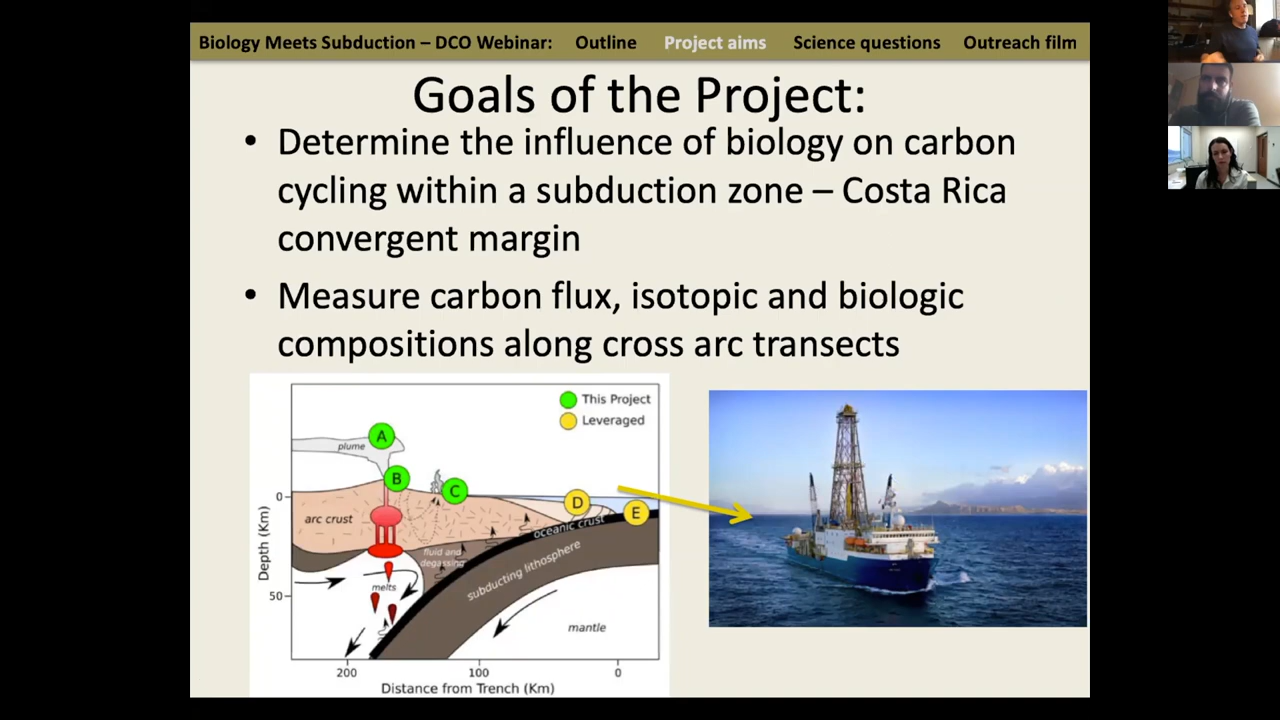 Biology Meets Subduction – DCO Webinar: Outline Project aims Science questions Outreach film
Goals of the Project:
• Determine the influence of biology on carbon
cycling within a subduction zone – Costa Rica
convergent margin
• Measure carbon flux, isotopic and biologic
compositions along cross arc transects
This Project
Leveraged
A
plume
B
C
D
E
0
arc crust
oceanic crust
fluid and
degassing
subducting lithosphere
melts
50
mantle
Depth (Km)
200 100 0
Distance from Trench (Km)